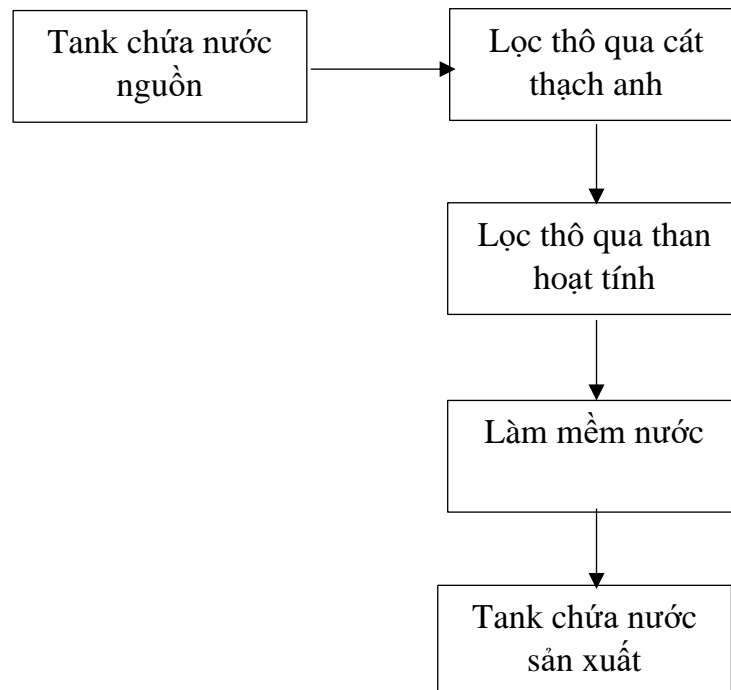 Tank chứa nước
nguồn
Lọc thô qua cát
thạch anh
Lọc thô qua than
hoạt tính
Làm mềm nước
Tank chứa nước
sản xuất